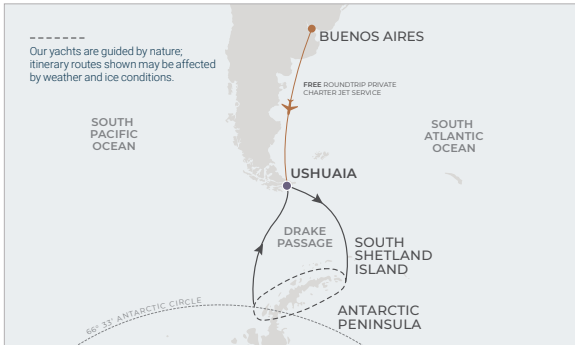 Our yachts are guided by nature;
itinerary routes shown may be affected
by weather and ice conditions.
BUENOS AIRES
FREE ROUNDTRIP PRIVATE
CHARTER JET SERVICE
SOUTH
PACIFIC
OCEAN
SOUTH
ATLANTIC
OCEAN
USHUAIA
DRAKE
PASSAGE
SOUTH
SHETLAND
ISLAND
ANTARCTIC
PENINSULA
66° 33' ANTARCTIC CIRCLE